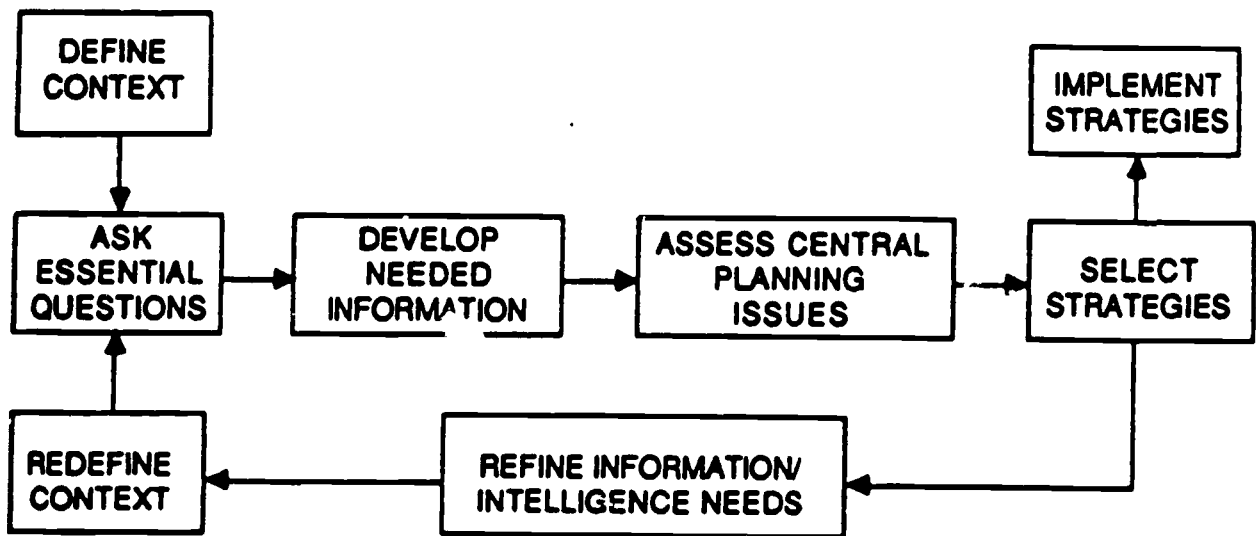 DEFINE
CONTEXT
IMPLEMENT
STRATEGIES
ASK
ESSENTIAL
QUESTIONS
DEVELOP
NEEDED
INFORMATION
ASSESS CENTRAL
PLANNING
ISSUES
SELECT
STRATEGIES
REDEFINE
CONTEXT
REFINE INFORMATION/
INTELLIGENCE NEEDS